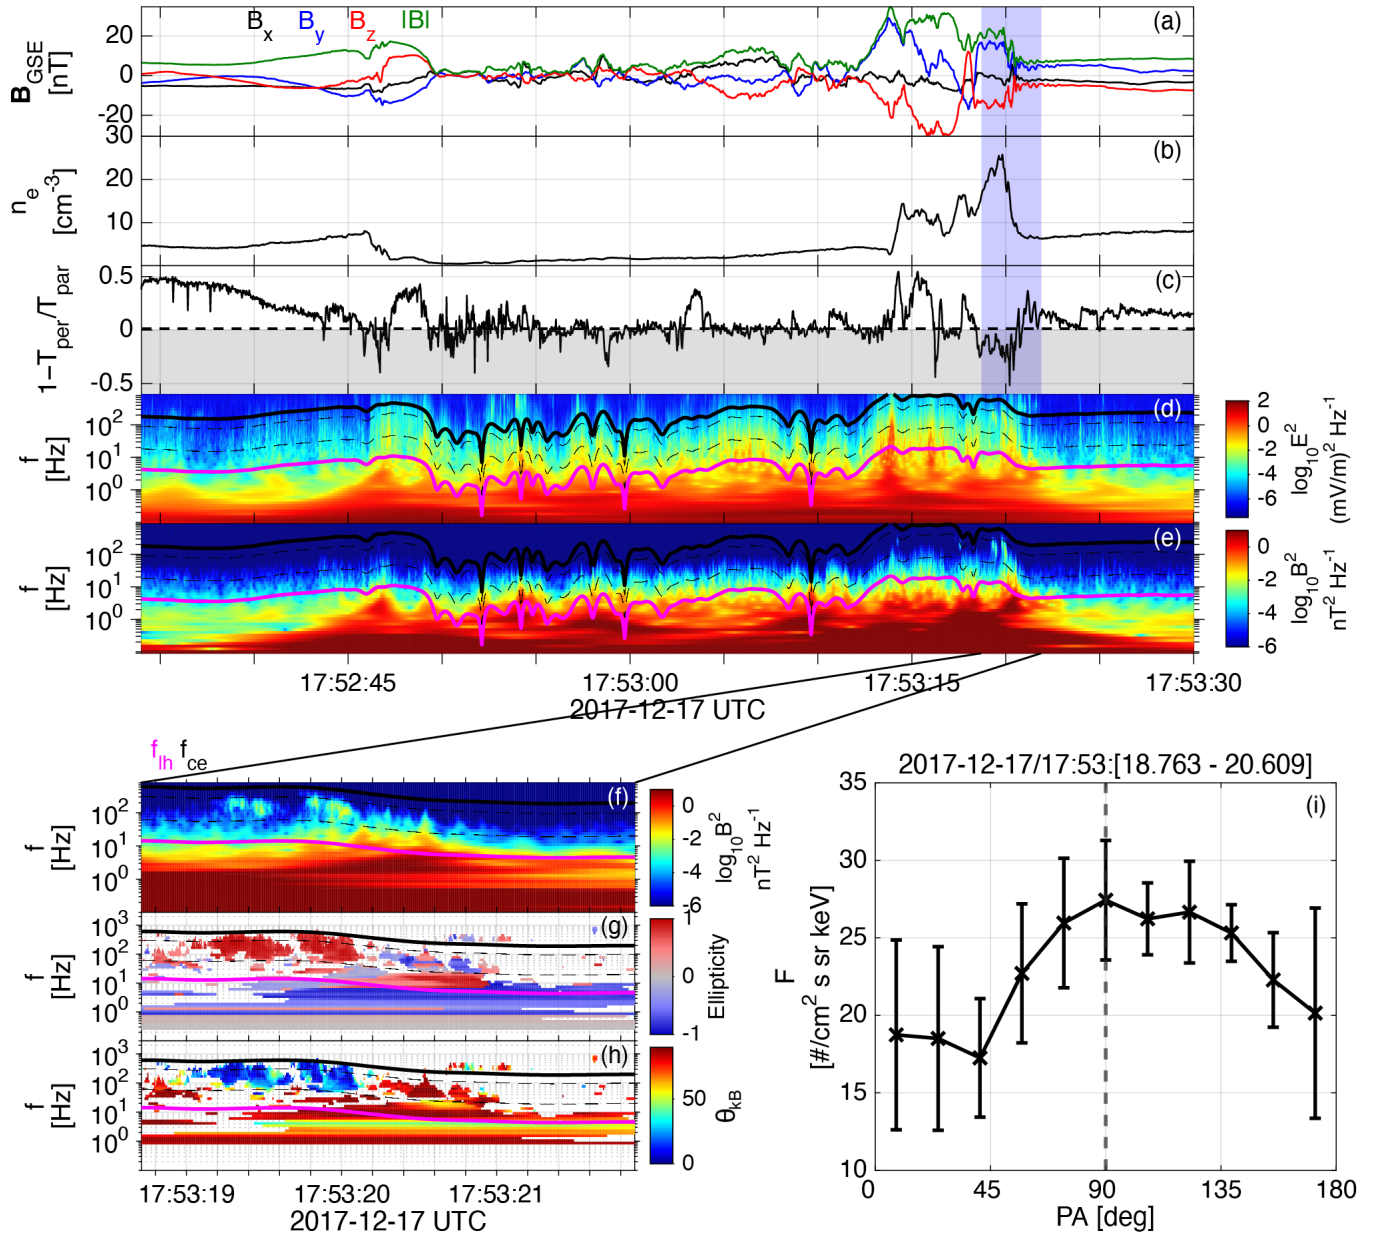 B_x B_y B_z |B|
(a)
B_GSE [nT]
20
0
-20
(b)
n_e [cm^-3]
30
20
10
(c)
1−T_per/T_par
0.5
0
-0.5
(d)
f [Hz]
10^2
10^1
10^0
2
0
-2
-4
-6
log_10 E^2
(mV/m)^2 Hz^-1
(e)
f [Hz]
10^2
10^1
10^0
0
-2
-4
-6
log_10 B^2
nT^2 Hz^-1
17:52:45 17:53:00 17:53:15 17:53:30
2017-12-17 UTC
f_lh f_ce
(f)
f [Hz]
10^2
10^1
10^0
0
-2
-4
-6
log_10 B^2
nT^2 Hz^-1
(g)
f [Hz]
10^3
10^2
10^1
10^0
1
0
-1
Ellipticity
(h)
f [Hz]
10^3
10^2
10^1
10^0
50
0
θ_kB
17:53:19 17:53:20 17:53:21
2017-12-17 UTC
2017-12-17/17:53:[18.763 - 20.609]
(i)
F
[#/cm^2 s sr keV]
35
30
25
20
15
10
0 45 90 135 180
PA [deg]